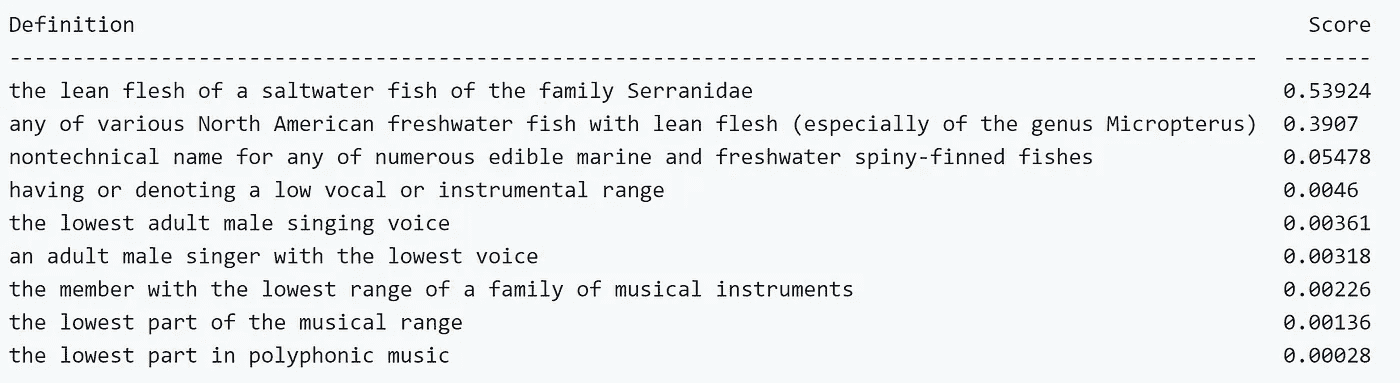 Definition Score
--------------------------------------------------------------------------------------------------- -------
the lean flesh of a saltwater fish of the family Serranidae 0.53924
any of various North American freshwater fish with lean flesh (especially of the genus Micropterus) 0.3907
nontechnical name for any of numerous edible marine and freshwater spiny-finned fishes 0.05478
having or denoting a low vocal or instrumental range 0.0046
the lowest adult male singing voice 0.00361
an adult male singer with the lowest voice 0.00318
the member with the lowest range of a family of musical instruments 0.00226
the lowest part of the musical range 0.00136
the lowest part in polyphonic music 0.00028